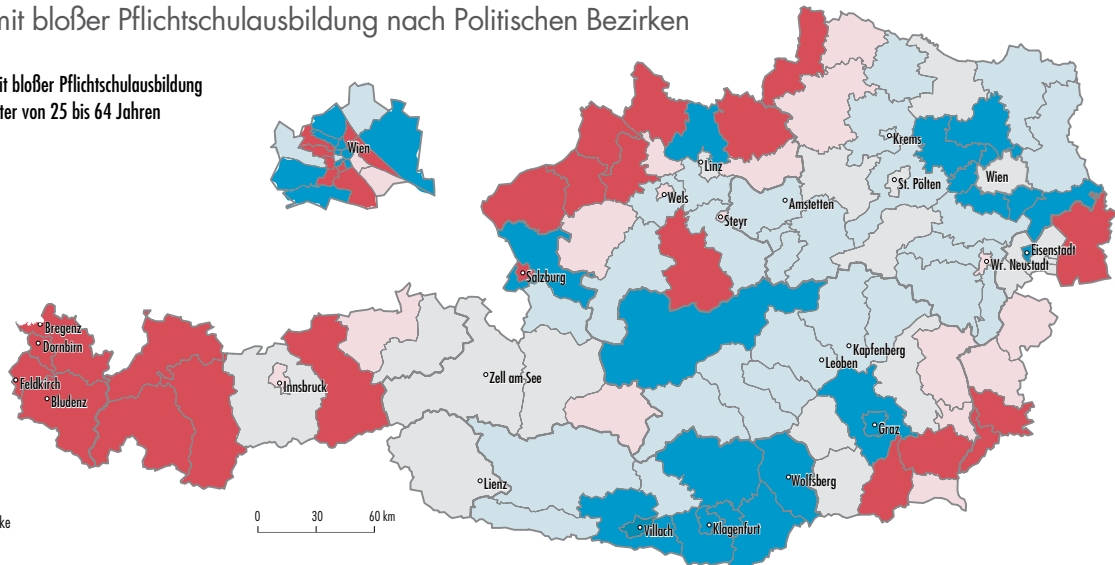 mit bloßer Pflichtschulausbildung nach Politischen Bezirken
it bloßer Pflichtschulausbildung
ter von 25 bis 64 Jahren
Wien
Krems
Linz
St. Pölten
Wien
Wels
Amstetten
Steyr
Eisenstadt
Wr. Neustadt
Salzburg
Bregenz
Dornbirn
Kapfenberg
Leoben
Feldkirch
Innsbruck
Zell am See
Bludenz
Graz
Lienz
Wolfsberg
0 30 60 km
ke
Villach
Klagenfurt